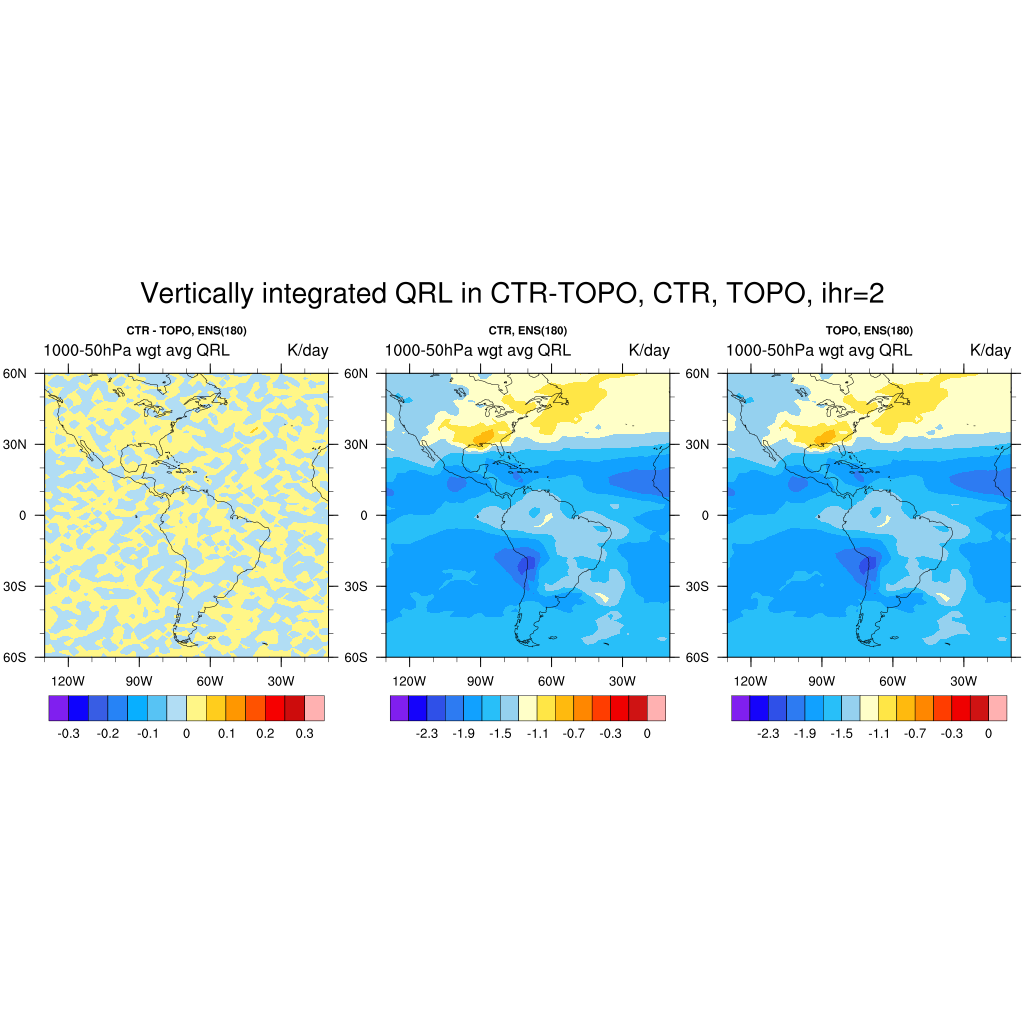 Vertically integrated QRL in CTR-TOPO, CTR, TOPO, ihr=2
CTR - TOPO, ENS(180)
1000-50hPa wgt avg QRL K/day
60N
30N
0
30S
60S
120W 90W 60W 30W
-0.3 -0.2 -0.1 0 0.1 0.2 0.3
CTR, ENS(180)
1000-50hPa wgt avg QRL K/day
60N
30N
0
30S
60S
120W 90W 60W 30W
-2.3 -1.9 -1.5 -1.1 -0.7 -0.3 0
TOPO, ENS(180)
1000-50hPa wgt avg QRL K/day
60N
30N
0
30S
60S
120W 90W 60W 30W
-2.3 -1.9 -1.5 -1.1 -0.7 -0.3 0